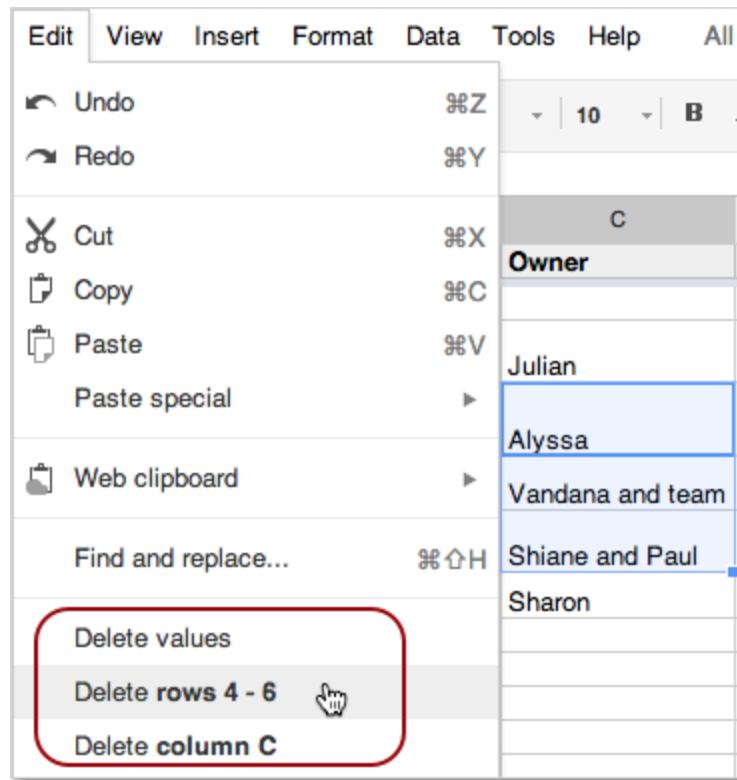 Edit View Insert Format Data Tools Help All
Undo ⌘Z
10 B
Redo ⌘Y
Cut ⌘X
C
Owner
Copy ⌘C
Paste ⌘V
Julian
Paste special
Alyssa
Web clipboard
Vandana and team
Find and replace... ⌘⇧H
Shiane and Paul
Sharon
Delete values
Delete rows 4 - 6
Delete column C